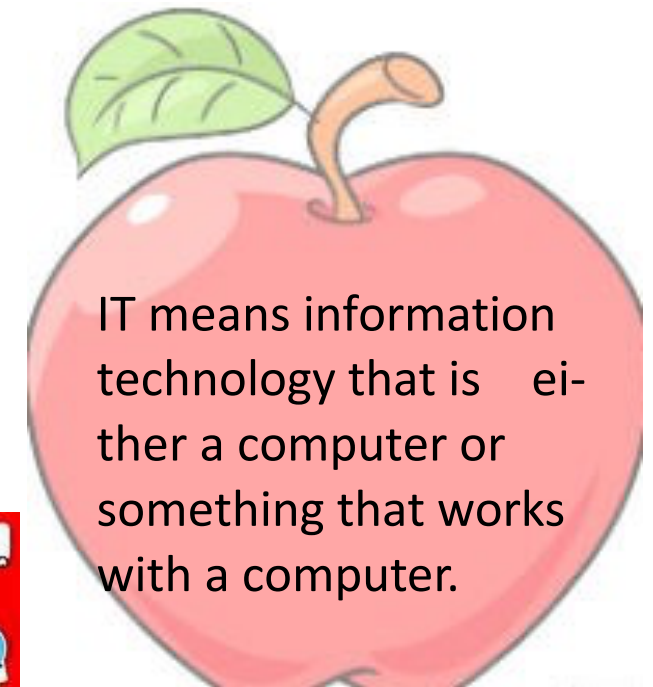 IT means information
technology that is    ei-
ther a computer or
something that works
with a computer.